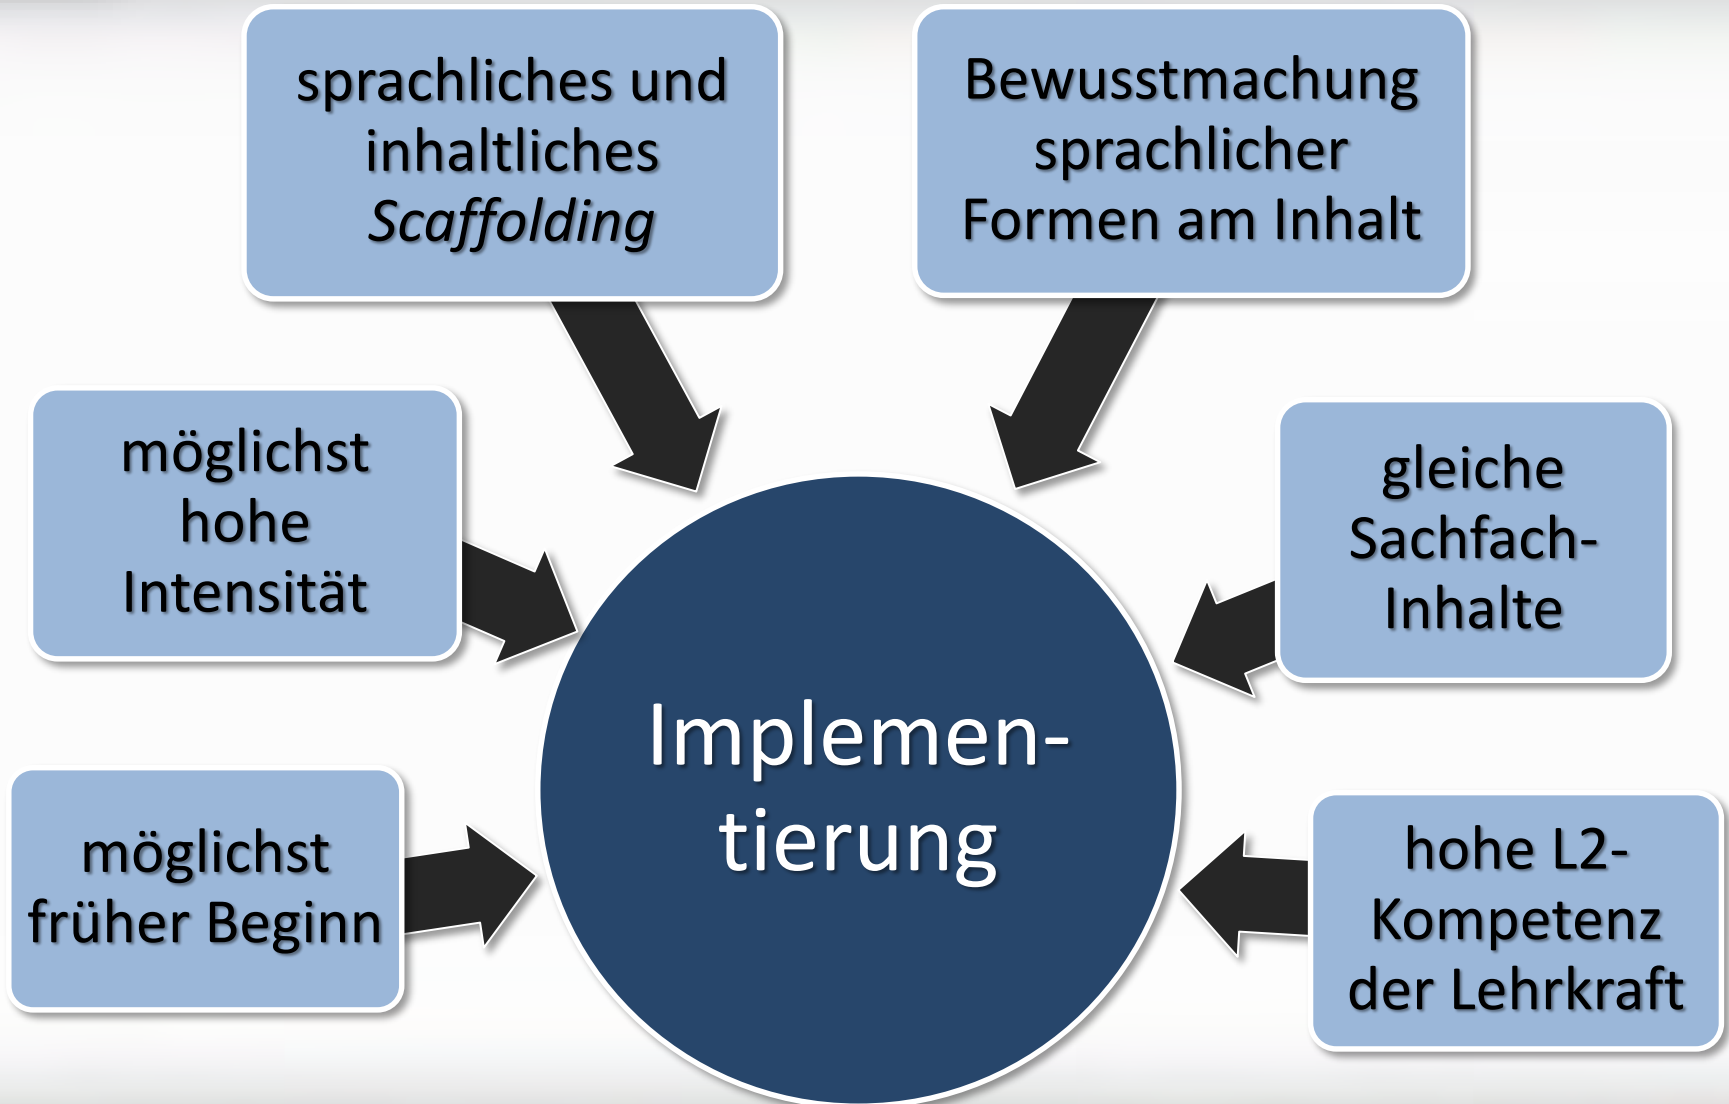 sprachliches und
inhaltliches
Scaffolding
Bewusstmachung
sprachlicher
Formen am Inhalt
möglichst
hohe
Intensität
gleiche
Sachfach-
Inhalte
Implemen-
tierung
möglichst
früher Beginn
hohe L2-
Kompetenz
der Lehrkraft